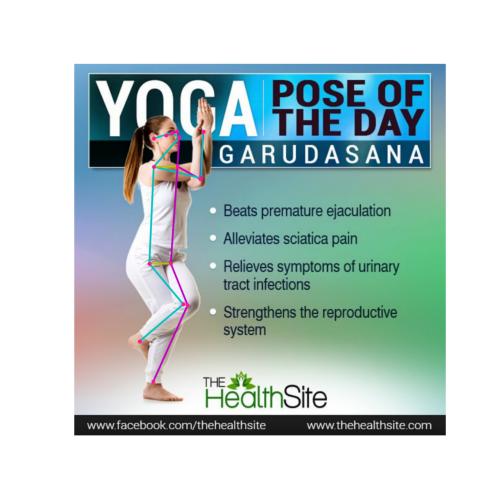 YOGA
POSE OF
THE DAY
GARUDASANA
• Beats premature ejaculation
• Alleviates sciatica pain
• Relieves symptoms of urinary
tract infections
• Strengthens the reproductive
system
THE
HealthSite
www.facebook.com/thehealthsite
www.thehealthsite.com